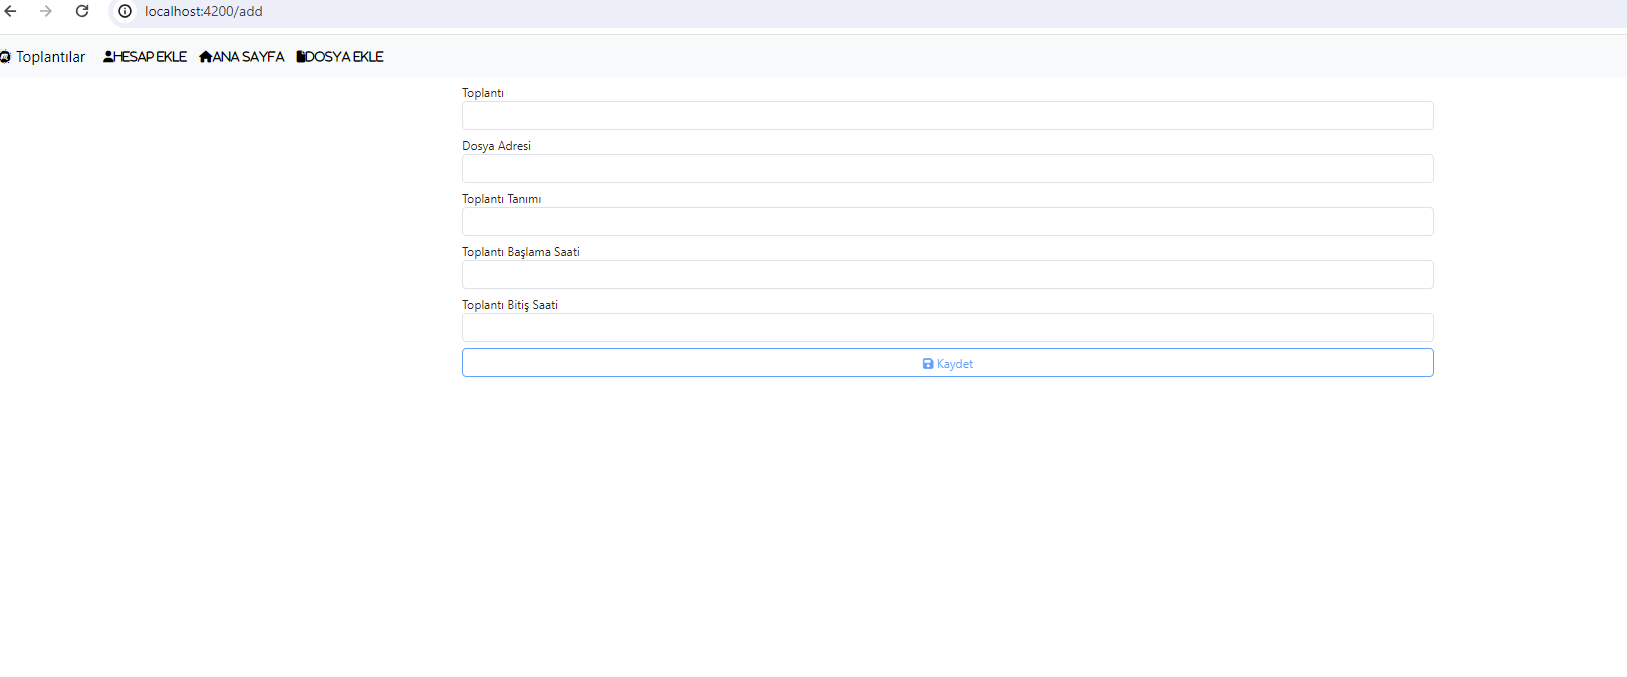 localhost:4200/add
Toplantılar HESAP EKLE ANA SAYFA DOSYA EKLE
Toplantı
Dosya Adresi
Toplantı Tanımı
Toplantı Başlama Saati
Toplantı Bitiş Saati
Kaydet